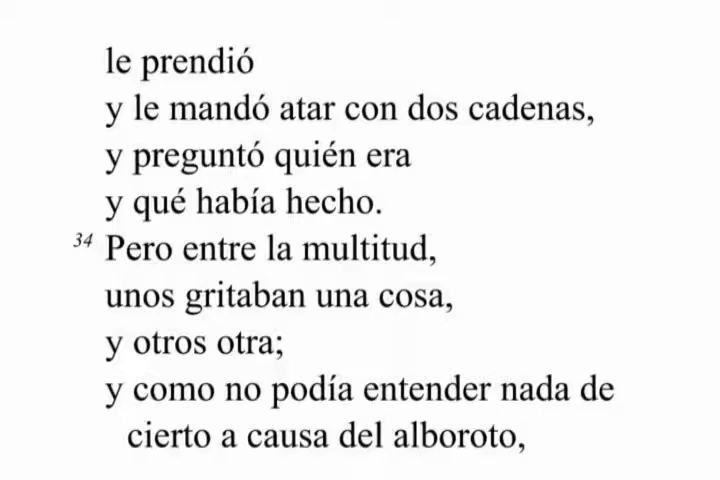 le prendió
y le mandó atar con dos cadenas,
y preguntó quién era
y qué había hecho.
34 Pero entre la multitud,
unos gritaban una cosa,
y otros otra;
y como no podía entender nada de
cierto a causa del alboroto,